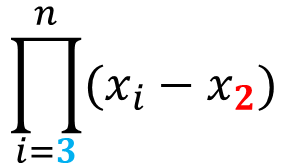 n
∏(xᵢ − x₂)
i=3